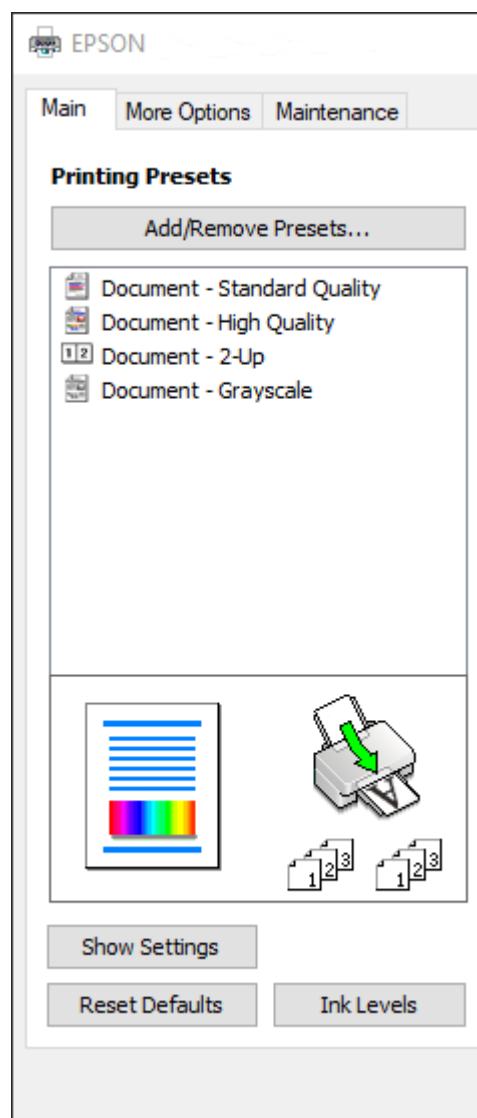 EPSON
Main More Options Maintenance
Printing Presets
Add/Remove Presets...
Document - Standard Quality
Document - High Quality
1 2 Document - 2-Up
Document - Grayscale
A
1 2 3 1 2 3
Show Settings
Reset Defaults Ink Levels